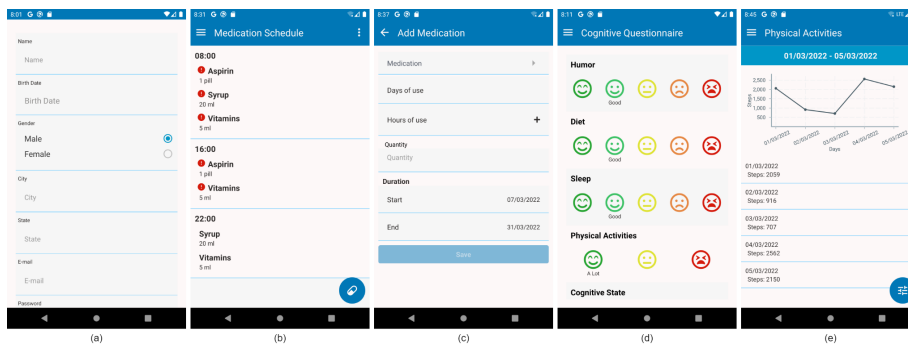 8:01
Name
Name
Birth Date
Birth Date
Gender
Male
Female
City
City
State
State
E-mail
E-mail
Password
(a)
8:31
Medication Schedule
08:00
Aspirin
1 pill
Syrup
20 ml
Vitamins
5 ml
16:00
Aspirin
1 pill
Vitamins
5 ml
22:00
Syrup
20 ml
Vitamins
5 ml
(b)
8:37
Add Medication
Medication
Days of use
Hours of use
Quantity
Quantity
Duration
Start 07/03/2022
End 31/03/2022
Save
(c)
8:11
Cognitive Questionnaire
Humor
Good
Diet
Good
Sleep
Good
Physical Activities
A Lot
Cognitive State
(d)
8:45 LTE
Physical Activities
01/03/2022 - 05/03/2022
2,500
2,000
1,500
1,000
500
Steps
01/03/2022 02/03/2022 03/03/2022 04/03/2022 05/03/2022
Days
01/03/2022
Steps: 2059
02/03/2022
Steps: 916
03/03/2022
Steps: 707
04/03/2022
Steps: 2562
05/03/2022
Steps: 2150
(e)